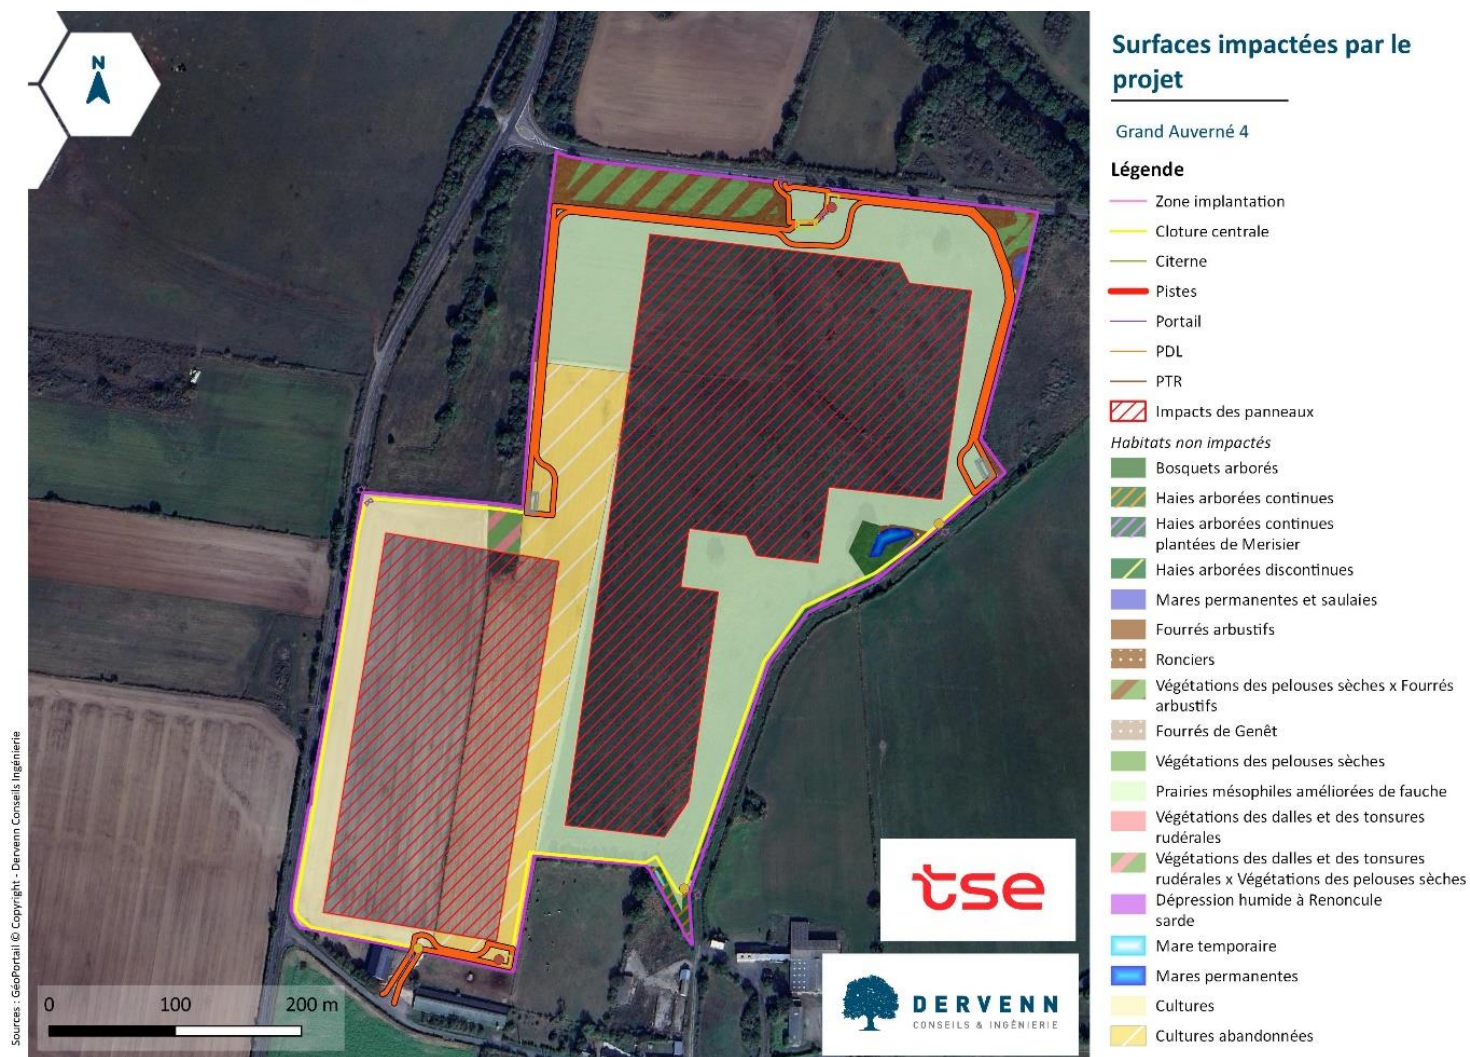 N
Surfaces impactées par le
projet
Grand Auverné 4
Légende
Zone implantation
Cloture centrale
Citerne
Pistes
Portail
PDL
PTR
Impacts des panneaux
Habitats non impactés
Bosquets arborés
Haies arborées continues
Haies arborées continues
plantées de Merisier
Haies arborées discontinues
Mares permanentes et saulaies
Fourrés arbustifs
Ronciers
Végétations des pelouses sèches x Fourrés
arbustifs
Fourrés de Genêt
Végétations des pelouses sèches
Prairies mésophiles améliorées de fauche
Végétations des dalles et des tonsures
rudérales
Végétations des dalles et des tonsures
rudérales x Végétations des pelouses sèches
Dépression humide à Renoncule
sarde
Mare temporaire
Mares permanentes
Cultures
Cultures abandonnées
tse
DERVENN
CONSEILS & INGÉNIERIE
0 100 200 m
Sources : GéoPortail © Copyright - Dervenn Conseils Ingénierie